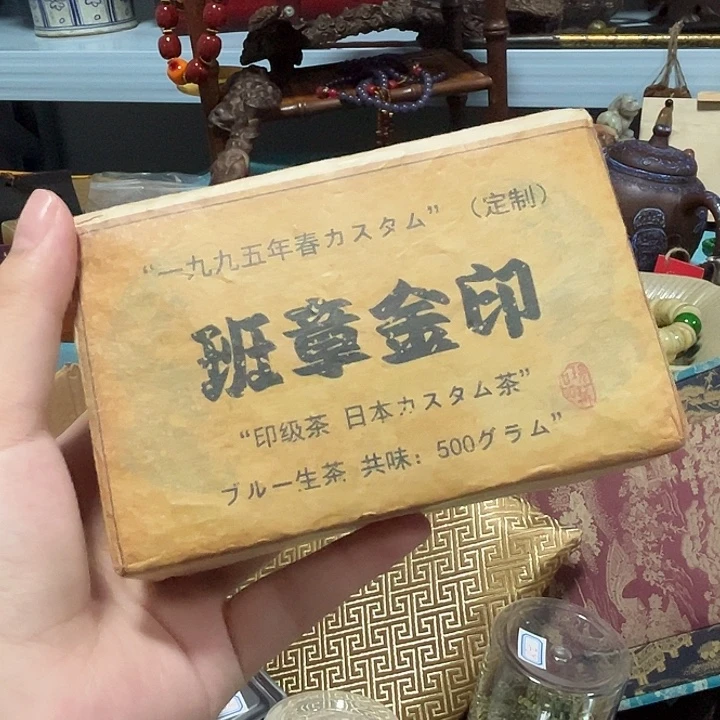 “一九九五年春カスタム”（定制）
班章金印
“印级茶 日本カスタム茶”
ブルー生茶 共味：500グラム”